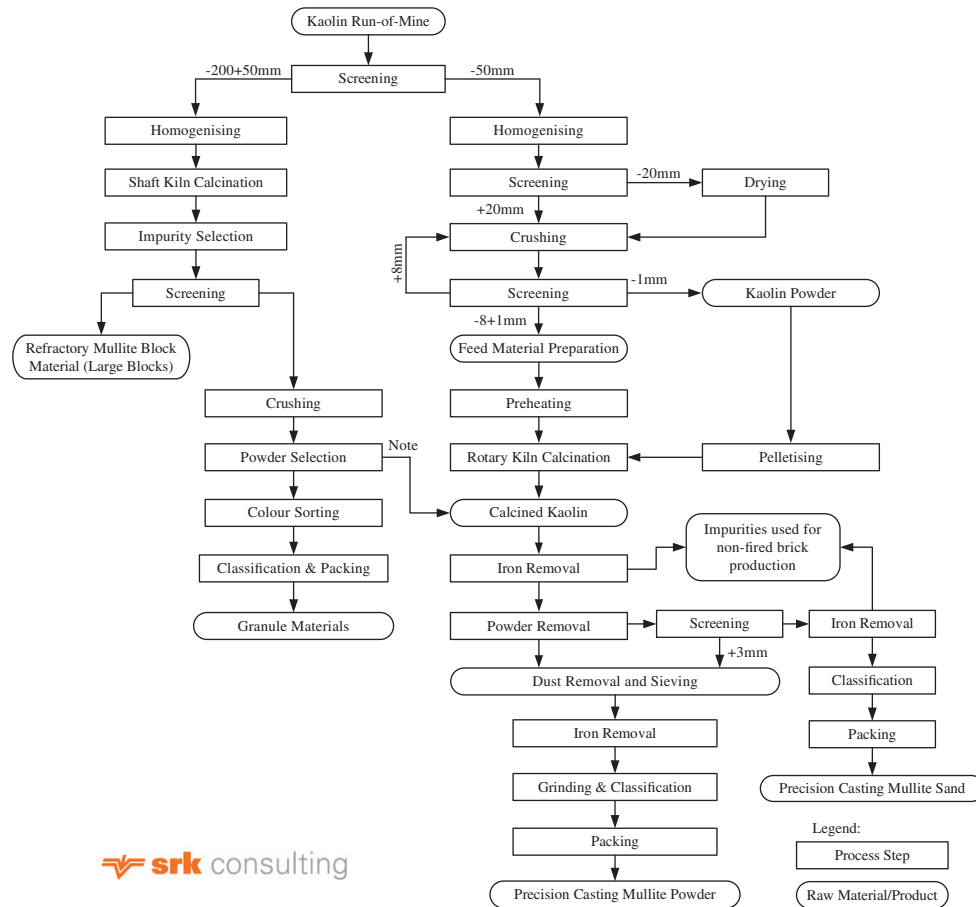 Kaolin Run-of-Mine
-200+50mm
-50mm
Screening
Homogenising
Homogenising
Shaft Kiln Calcination
Screening
-20mm
Drying
+20mm
Impurity Selection
Crushing
+8mm
Screening
Screening
-1mm
Kaolin Powder
-8+1mm
Refractory Mullite Block
Material (Large Blocks)
Feed Material Preparation
Crushing
Preheating
Note
Powder Selection
Rotary Kiln Calcination
Pelletising
Colour Sorting
Calcined Kaolin
Impurities used for
non-fired brick
production
Classification & Packing
Iron Removal
Granule Materials
Powder Removal
Screening
Iron Removal
+3mm
Dust Removal and Sieving
Classification
Iron Removal
Packing
Grinding & Classification
Precision Casting Mullite Sand
Legend:
Packing
Process Step
srk consulting
Precision Casting Mullite Powder
Raw Material/Product